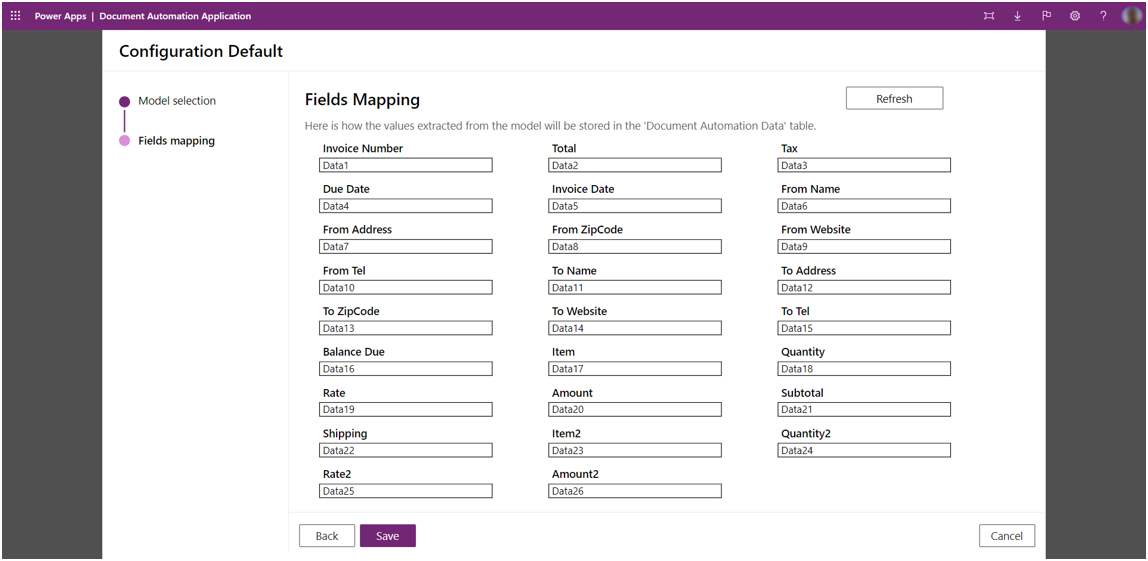 Power Apps | Document Automation Application ?
Configuration Default
Model selection
Fields mapping
Fields Mapping
Refresh
Here is how the values extracted from the model will be stored in the 'Document Automation Data' table.
Invoice Number Total Tax
Data1 Data2 Data3
Due Date Invoice Date From Name
Data4 Data5 Data6
From Address From ZipCode From Website
Data7 Data8 Data9
From Tel To Name To Address
Data10 Data11 Data12
To ZipCode To Website To Tel
Data13 Data14 Data15
Balance Due Item Quantity
Data16 Data17 Data18
Rate Amount Subtotal
Data19 Data20 Data21
Shipping Item2 Quantity2
Data22 Data23 Data24
Rate2 Amount2
Data25 Data26
Back Save Cancel